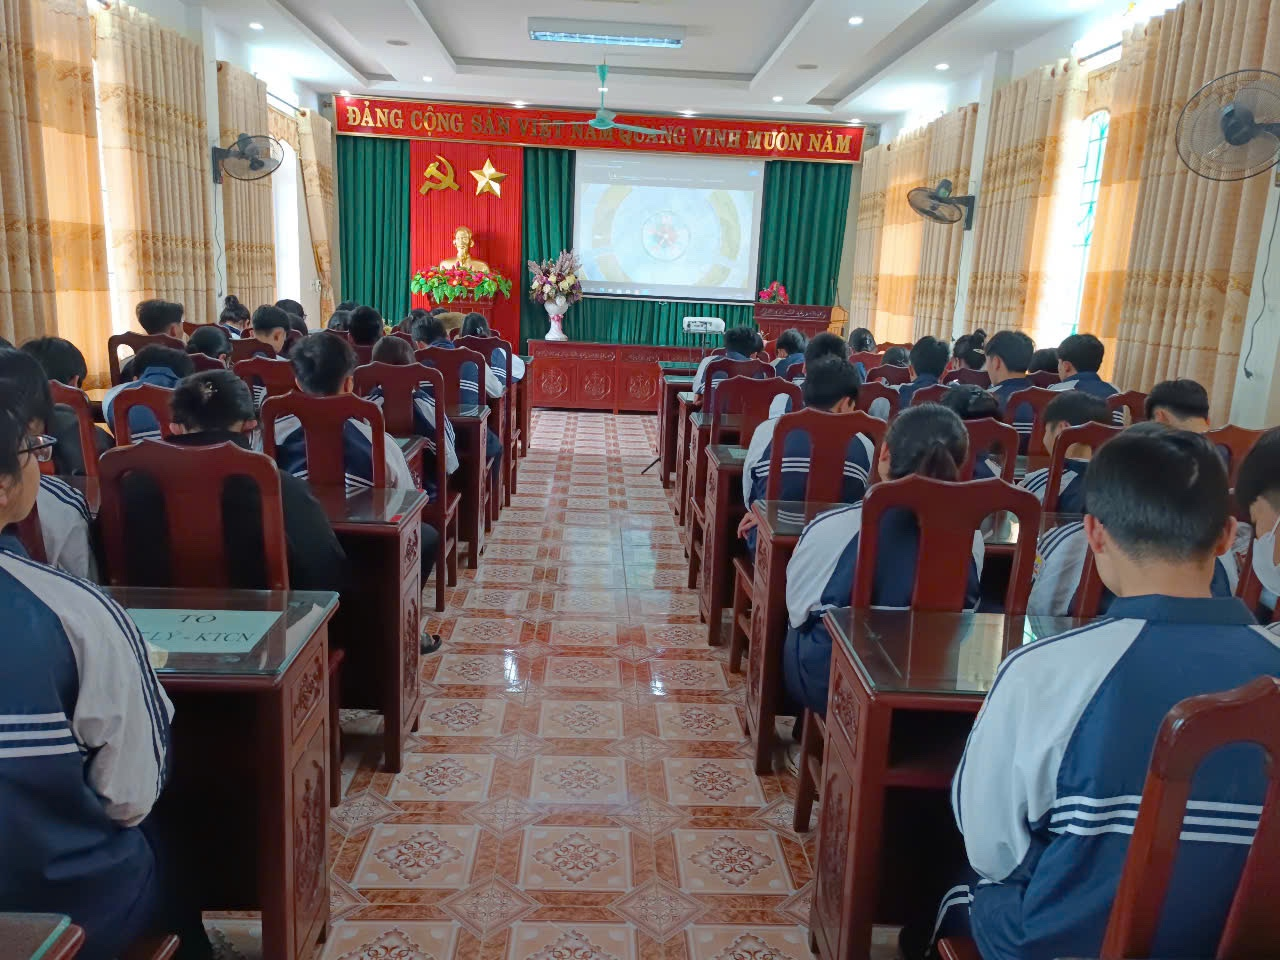 ĐẢNG CỘNG SẢN VIỆT NAM QUANG VINH MUÔN NĂM
TỔ
LÝ - KTCN